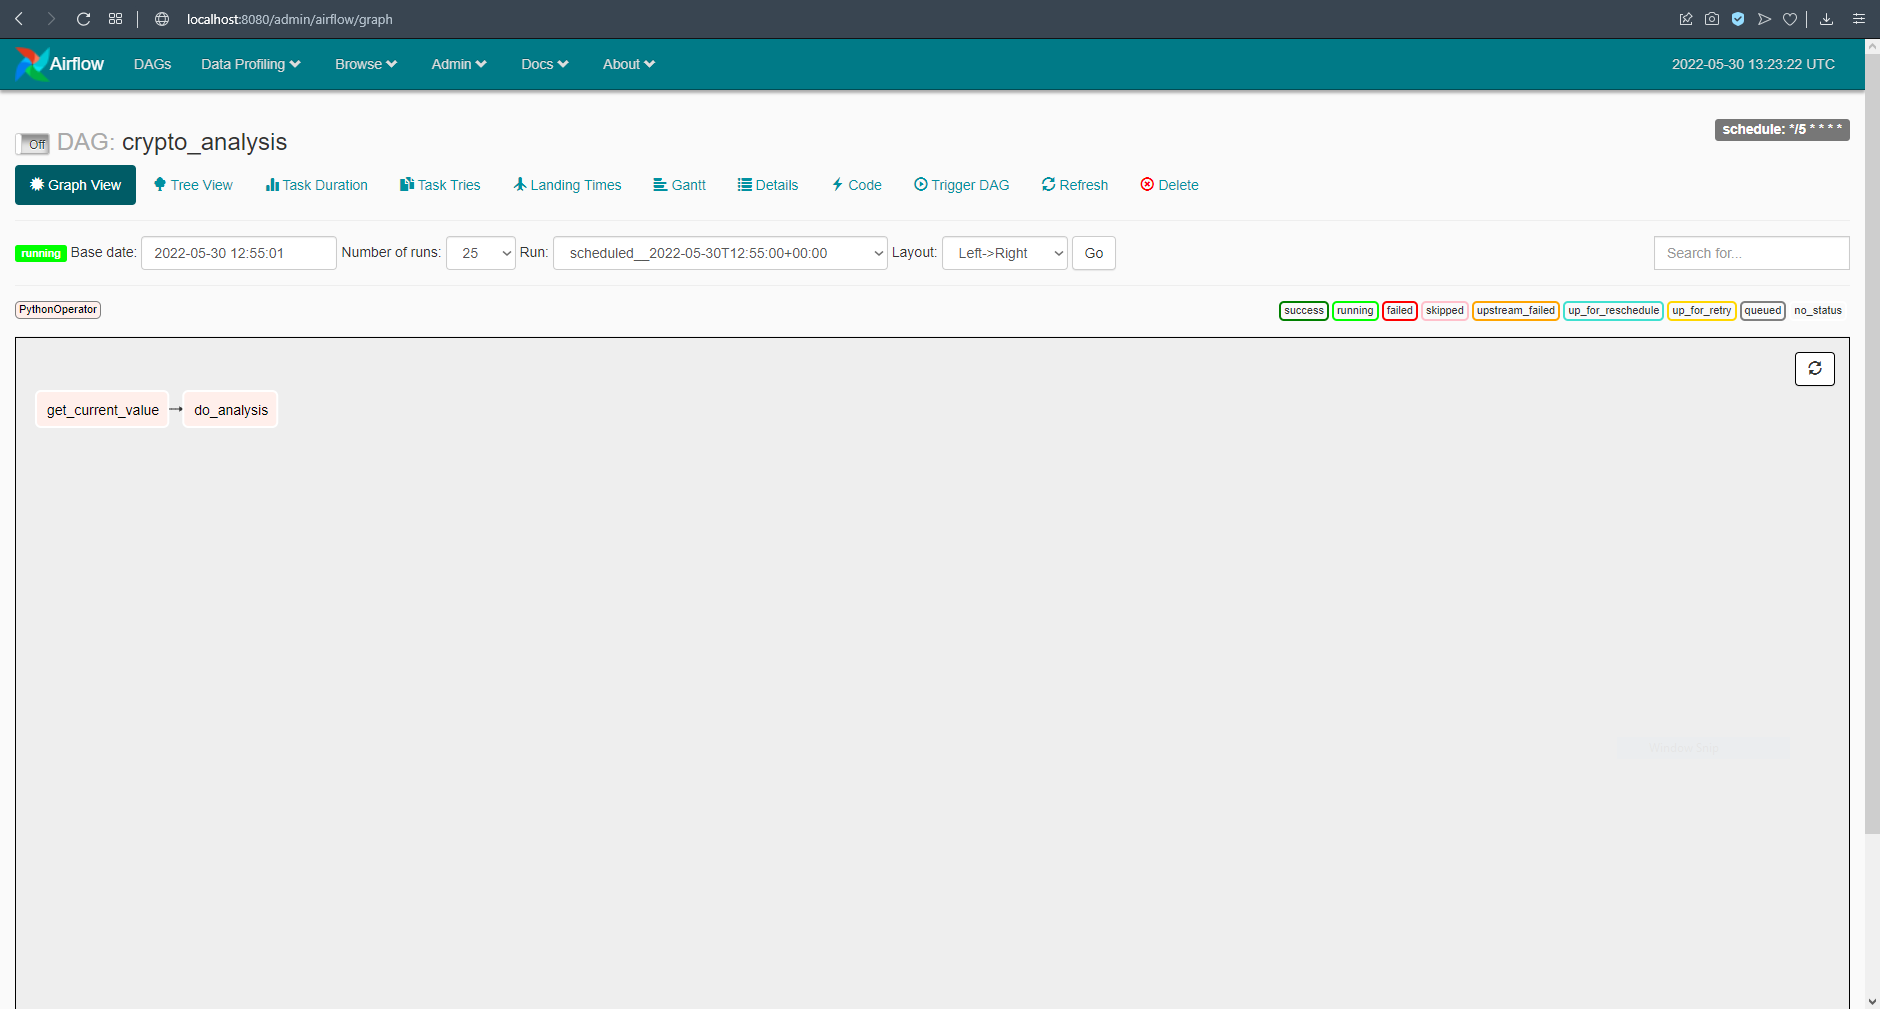 localhost:8080/admin/airflow/graph
Airflow DAGs Data Profiling Browse Admin Docs About 2022-05-30 13:23:22 UTC
Off DAG: crypto_analysis schedule: */5 * * * *
Graph View Tree View Task Duration Task Tries Landing Times Gantt Details Code Trigger DAG Refresh Delete
running Base date: 2022-05-30 12:55:01 Number of runs: 25 Run: scheduled__2022-05-30T12:55:00+00:00 Layout: Left->Right Go Search for...
PythonOperator success running failed skipped upstream_failed up_for_reschedule up_for_retry queued no_status
get_current_value do_analysis
Window Snip